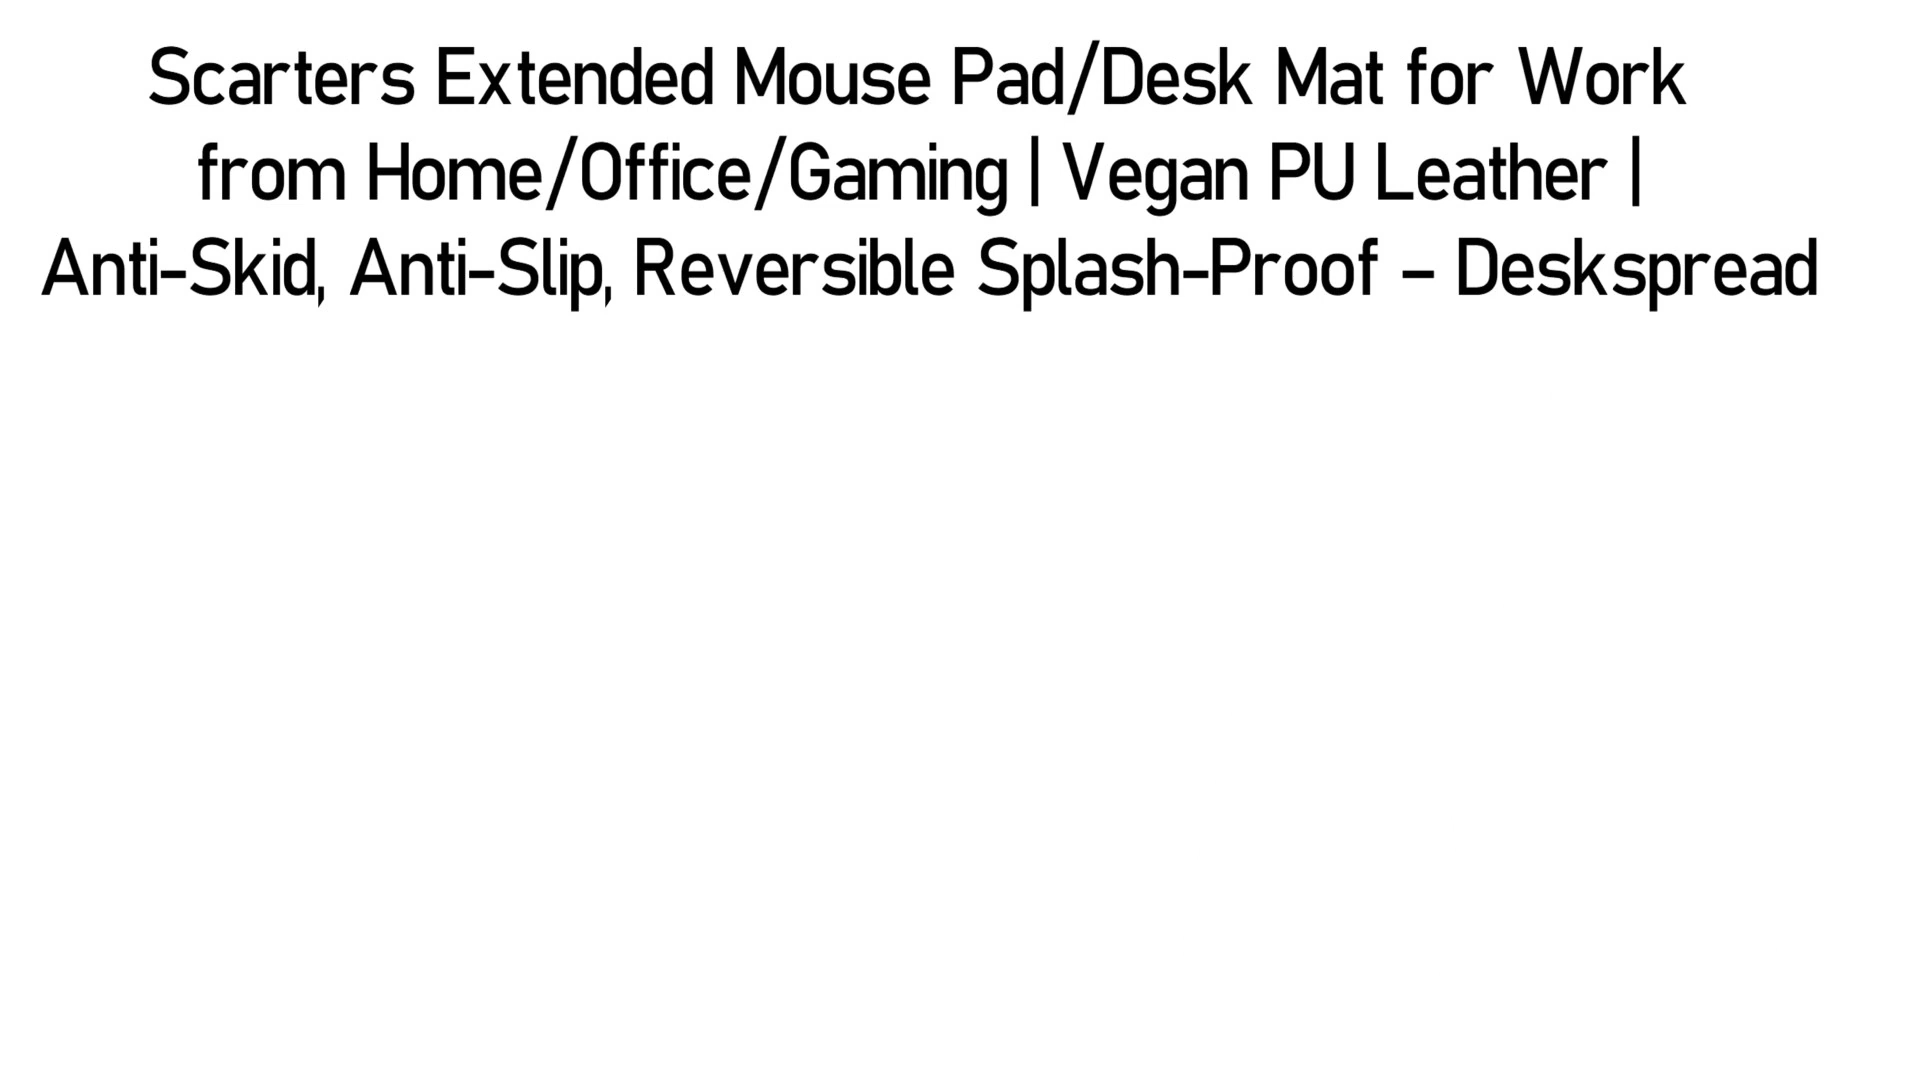 Scarters Extended Mouse Pad/Desk Mat for Work
from Home/Office/Gaming | Vegan PU Leather |
Anti-Skid, Anti-Slip, Reversible Splash-Proof – Deskspread